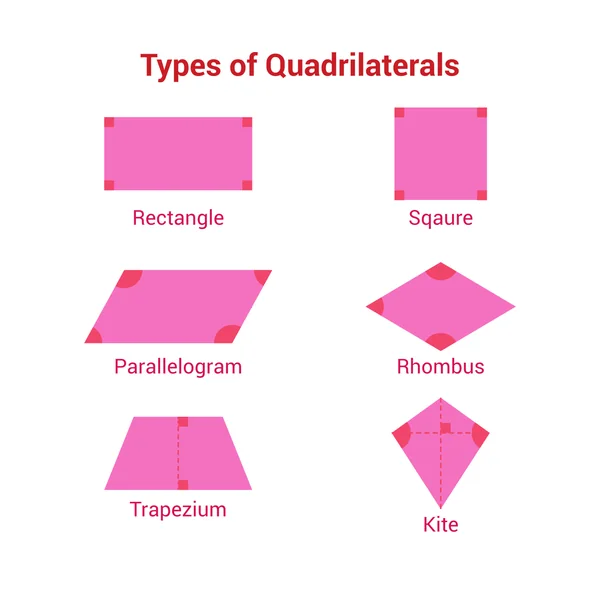 Types of Quadrilaterals
Rectangle
Sqaure
Parallelogram
Rhombus
Trapezium
Kite